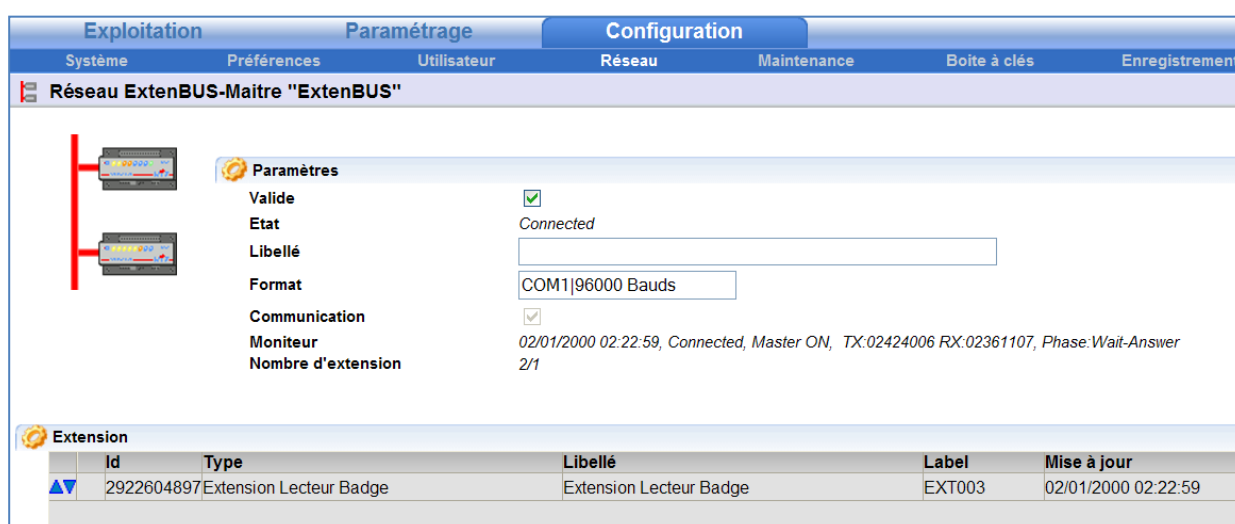 Exploitation Paramétrage Configuration
Système Préférences Utilisateur Réseau Maintenance Boite à clés Enregistrement
Réseau ExtenBUS-Maitre "ExtenBUS"
Paramètres
Valide
Etat Connected
Libellé
Format COM1|96000 Bauds
Communication
Moniteur 02/01/2000 02:22:59, Connected, Master ON, TX:02424006 RX:02361107, Phase:Wait-Answer
Nombre d'extension 2/1
Extension
Id Type Libellé Label Mise à jour
2922604897 Extension Lecteur Badge Extension Lecteur Badge EXT003 02/01/2000 02:22:59